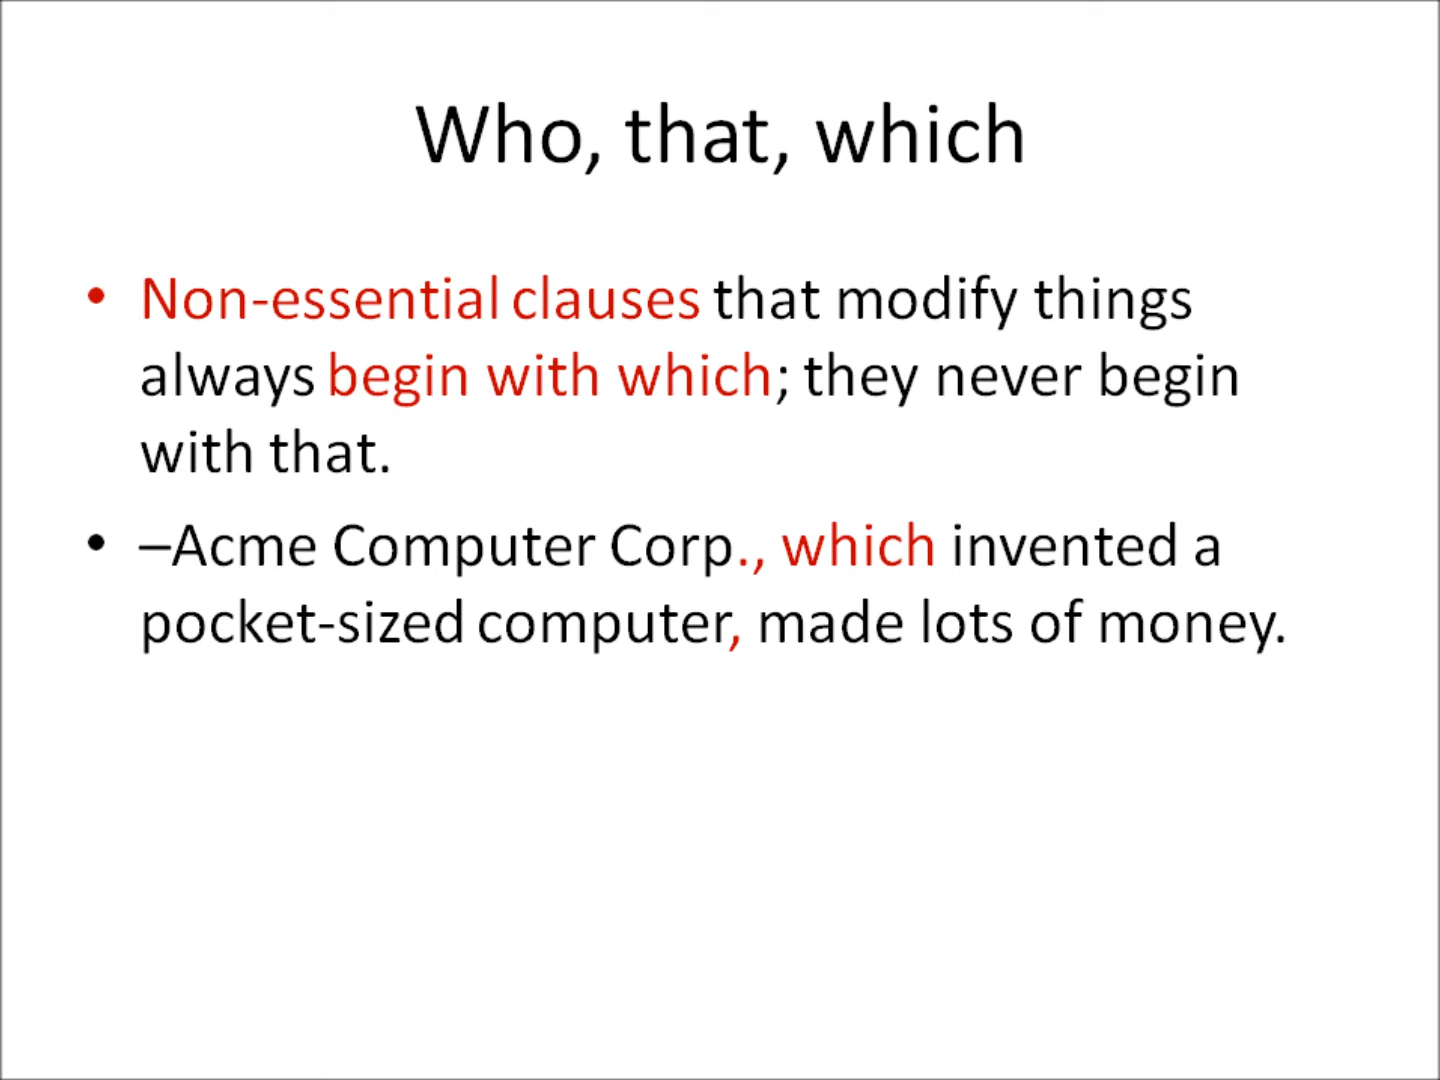 Who, that, which
• Non-essential clauses that modify things
always begin with which; they never begin
with that.
• –Acme Computer Corp., which invented a
pocket-sized computer, made lots of money.